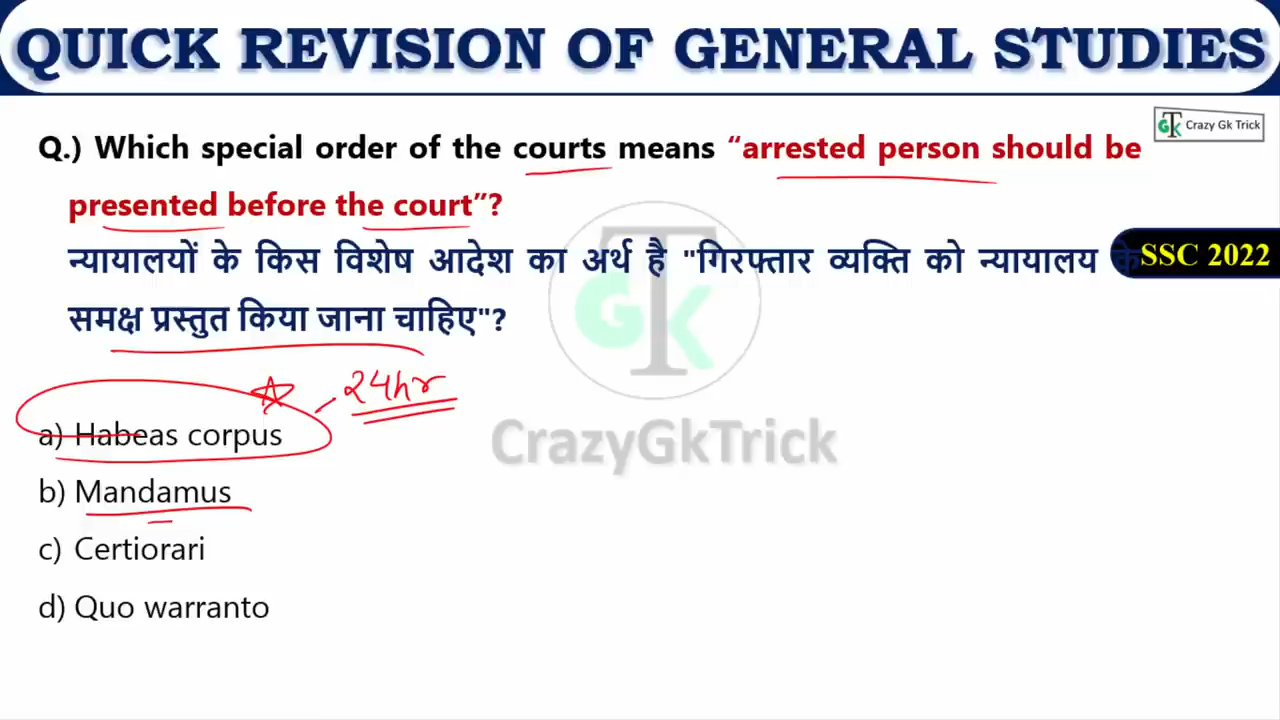 QUICK REVISION OF GENERAL STUDIES
GTK Crazy Gk Trick
Q.) Which special order of the courts means “arrested person should be
presented before the court”?
न्यायालयों के किस विशेष आदेश का अर्थ है "गिरफ्तार व्यक्ति को न्यायालय के
SSC 2022
समक्ष प्रस्तुत किया जाना चाहिए"?
GTK
24hr
a) Habeas corpus
CrazyGkTrick
b) Mandamus
c) Certiorari
d) Quo warranto